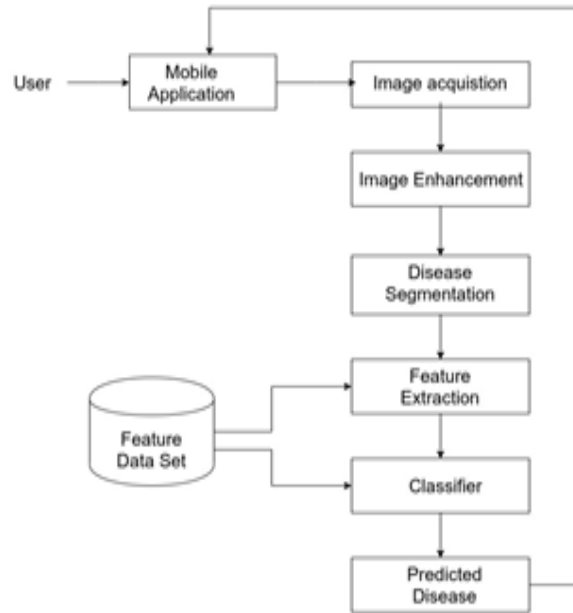 User
Mobile
Application
Image acquistion
Image Enhancement
Disease
Segmentation
Feature
Extraction
Feature
Data Set
Classifier
Predicted
Disease